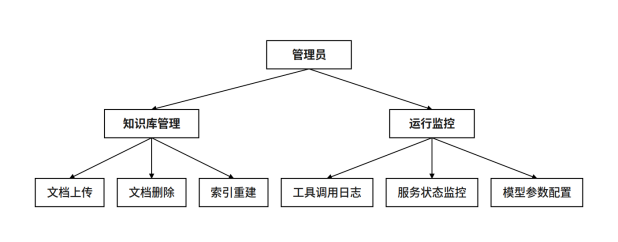 管理员
知识库管理
运行监控
文档上传
文档删除
索引重建
工具调用日志
服务状态监控
模型参数配置